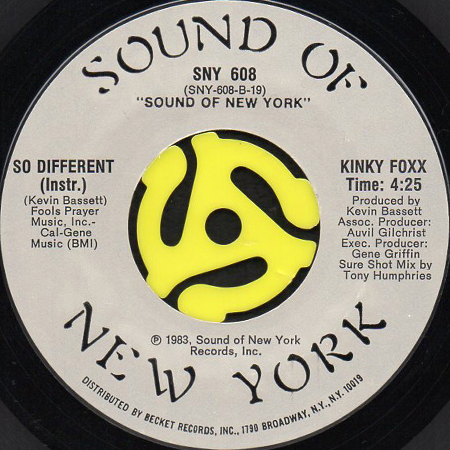 SOUND OF
SNY 608
(SNY-608-B-19)
"SOUND OF NEW YORK"
SO DIFFERENT
(Instr.)
(Kevin Bassett)
Fools Prayer
Music, Inc.-
Cal-Gene
Music (BMI)
KINKY FOXX
Time: 4:25
Produced by
Kevin Bassett
Assoc. Producer:
Auvil Gilchrist
Exec. Producer:
Gene Griffin
Sure Shot Mix by
Tony Humphries
℗ 1983, Sound of New York
Records, Inc.
NEW YORK
DISTRIBUTED BY BECKET RECORDS, INC., 1790 BROADWAY, N.Y., N.Y. 10019